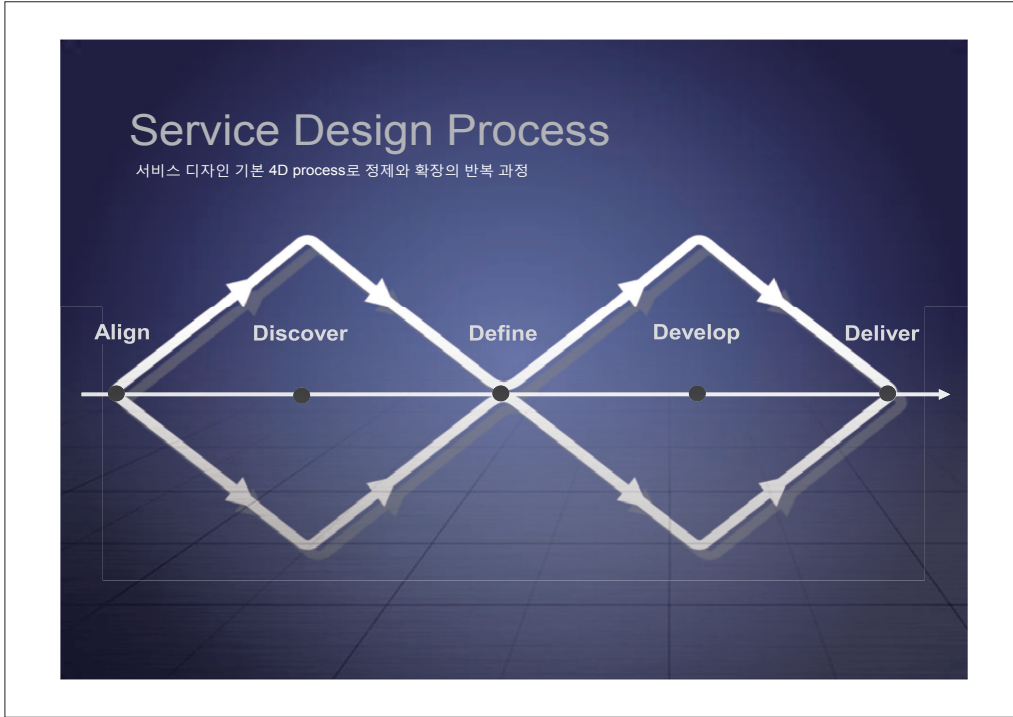 Service Design Process
서비스 디자인 기본 4D process로 정제와 확장의 반복 과정
Align Discover Define Develop Deliver